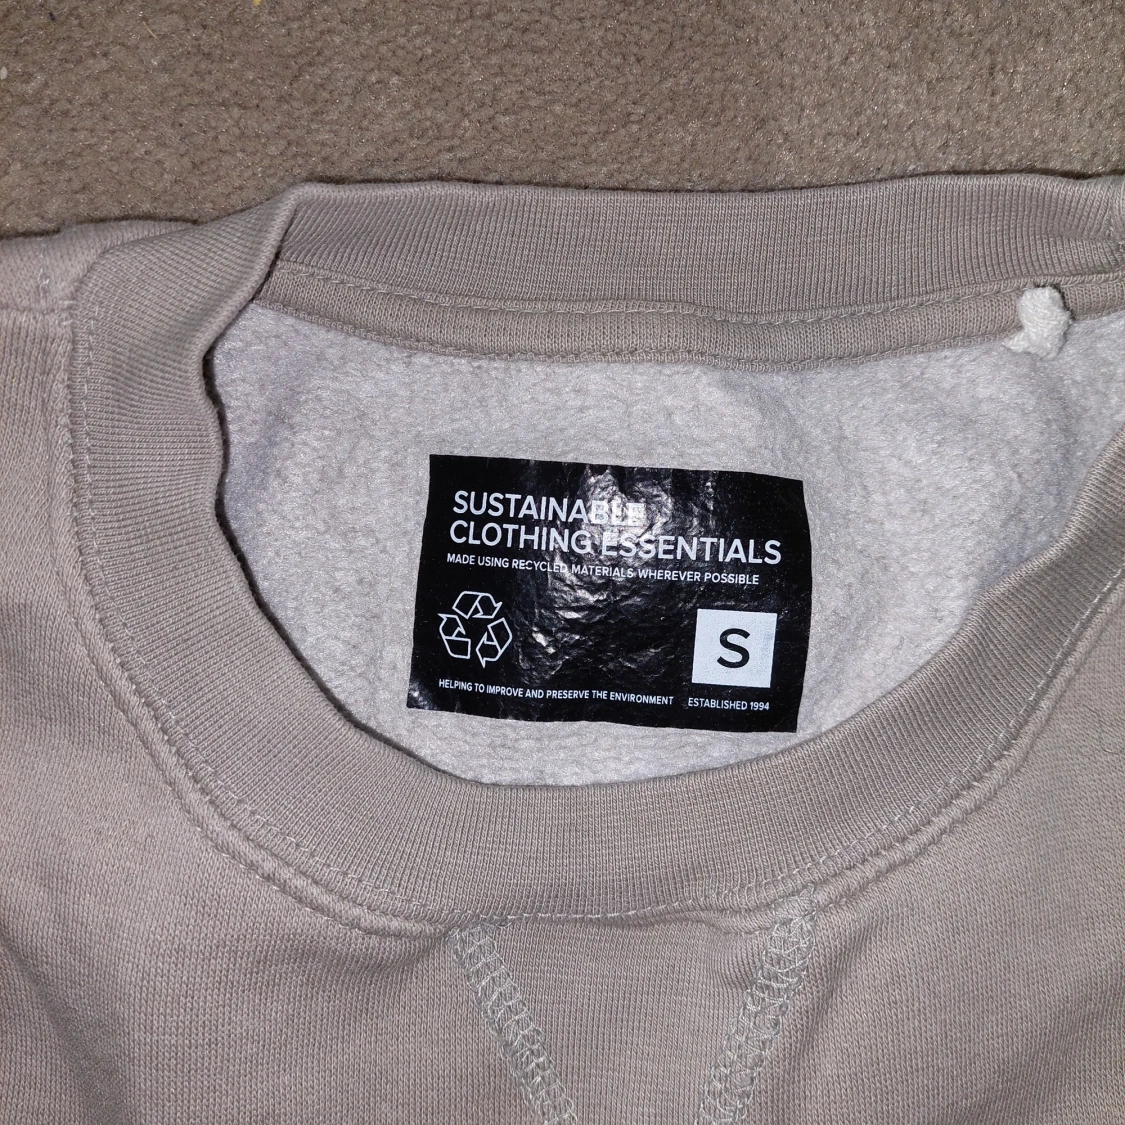 SUSTAINABLE
CLOTHING ESSENTIALS
MADE USING RECYCLED MATERIALS WHEREVER POSSIBLE
S
HELPING TO IMPROVE AND PRESERVE THE ENVIRONMENT
ESTABLISHED 1994